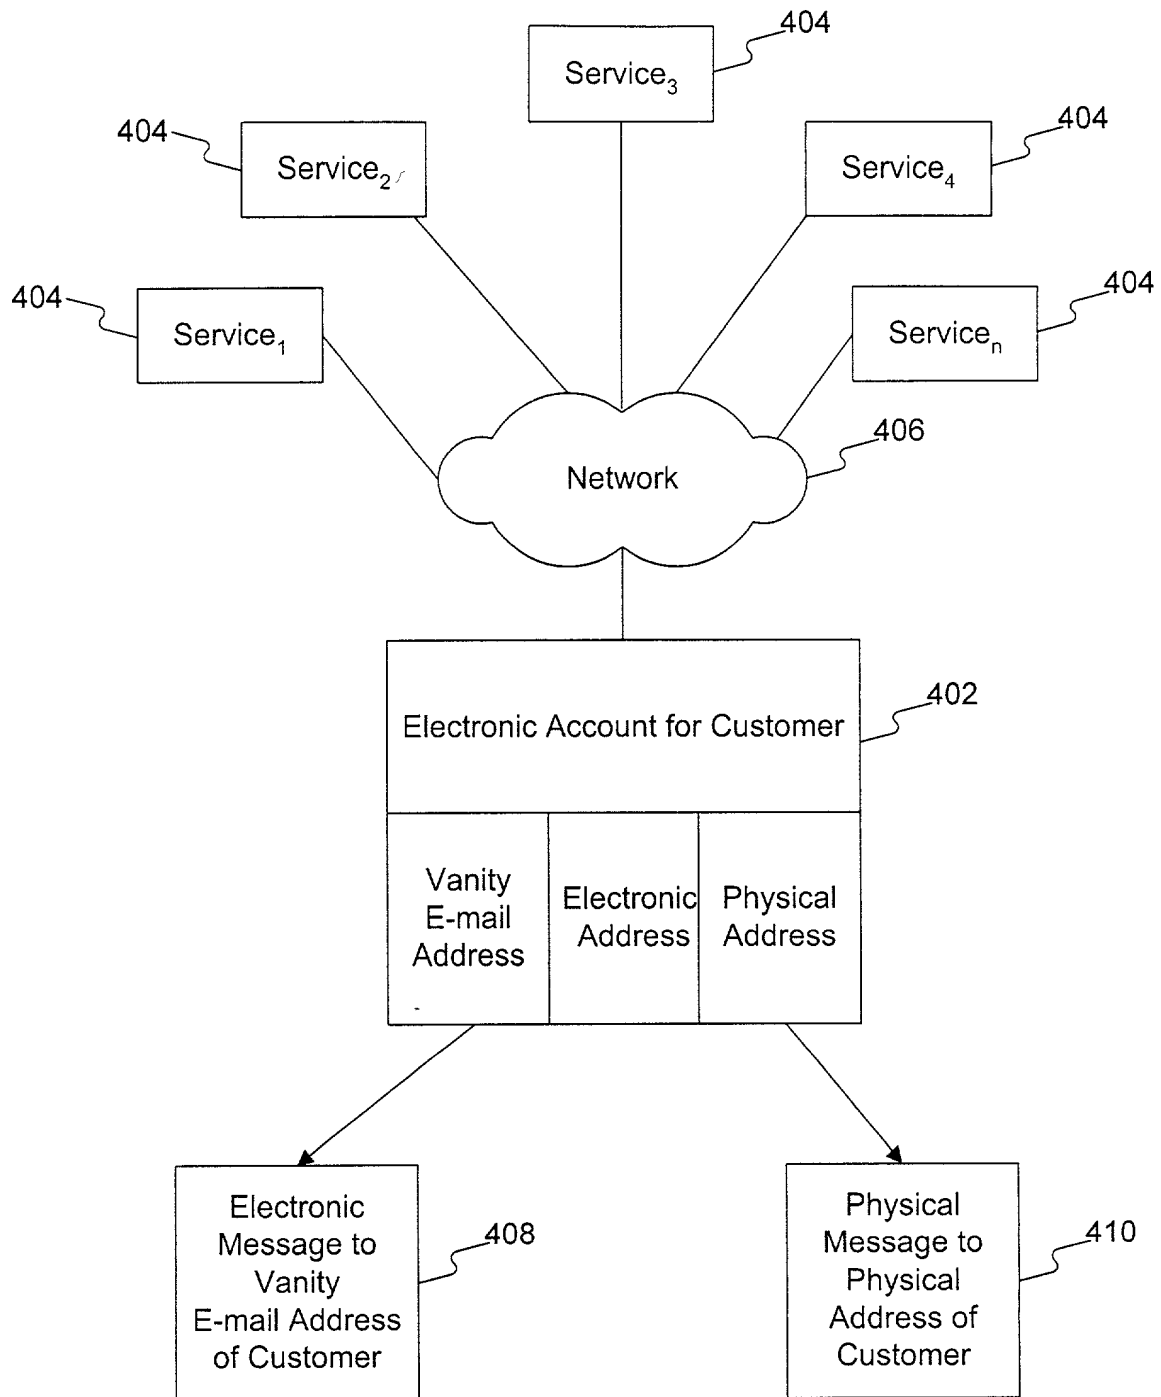 404
Service3
404
Service2
404
Service4
404
Service1
404
Servicen
404
406
Network
402
Electronic Account for Customer
Vanity
E-mail
Address
Electronic
Address
Physical
Address
Electronic
Message to
Vanity
E-mail Address
of Customer
408
Physical
Message to
Physical
Address of
Customer
410